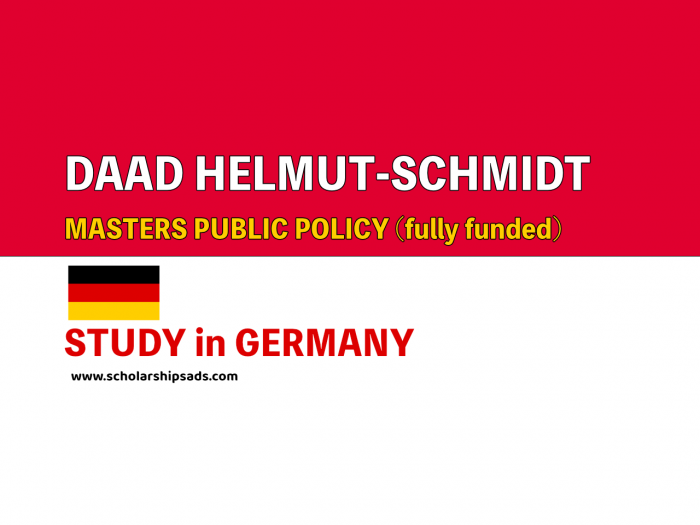 DAAD HELMUT-SCHMIDT
MASTERS PUBLIC POLICY (fully funded)
STUDY in GERMANY
www.scholarshipsads.com